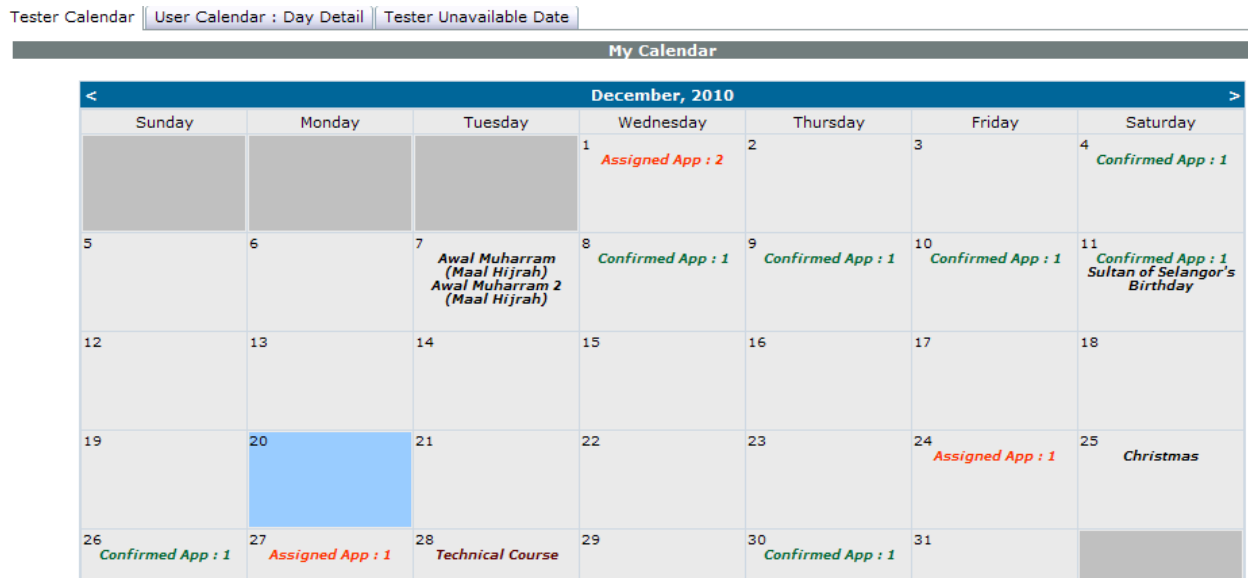 Tester Calendar User Calendar : Day Detail Tester Unavailable Date
My Calendar
< December, 2010 >
Sunday Monday Tuesday Wednesday Thursday Friday Saturday
1 2 3 4
Assigned App : 2 Confirmed App : 1
5 6 7 8 9 10 11
Awal Muharram Confirmed App : 1 Confirmed App : 1 Confirmed App : 1 Confirmed App : 1
(Maal Hijrah) Sultan of Selangor's
Awal Muharram 2 Birthday
(Maal Hijrah)
12 13 14 15 16 17 18
19 20 21 22 23 24 25
Assigned App : 1 Christmas
26 27 28 29 30 31
Confirmed App : 1 Assigned App : 1 Technical Course Confirmed App : 1